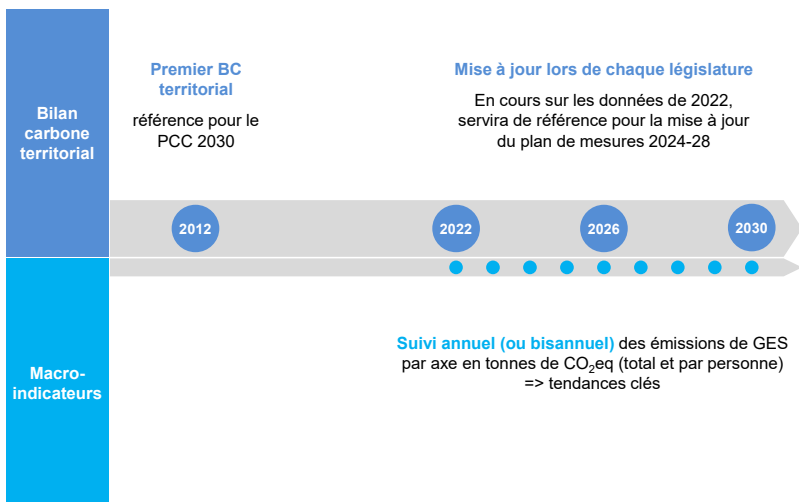 Bilan
carbone
territorial
Premier BC
territorial
référence pour le
PCC 2030
Mise à jour lors de chaque législature
En cours sur les données de 2022,
servira de référence pour la mise à jour
du plan de mesures 2024-28
2012
2022
2026
2030
Macro-
indicateurs
Suivi annuel (ou bisannuel) des émissions de GES
par axe en tonnes de CO₂eq (total et par personne)
=> tendances clés